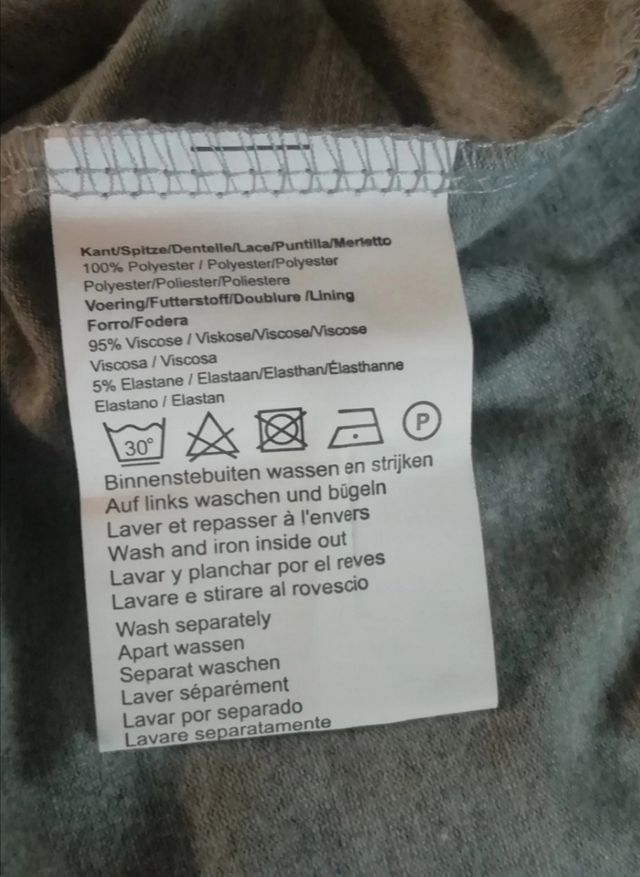 Kant/Spitze/Dentelle/Lace/Puntilla/Merletto
100% Polyester / Polyester/Polyester
Polyester/Poliester/Poliestere
Voering/Futterstoff/Doublure /Lining
Forro/Fodera
95% Viscose / Viskose/Viscose/Viscose
Viscosa / Viscosa
5% Elastane / Elastaan/Elasthan/Élasthanne
Elastano / Elastan
30° P
Binnenstebuiten wassen en strijken
Auf links waschen und bügeln
Laver et repasser à l'envers
Wash and iron inside out
Lavar y planchar por el reves
Lavare e stirare al rovescio
Wash separately
Apart wassen
Separat waschen
Laver séparément
Lavar por separado
Lavare separatamente